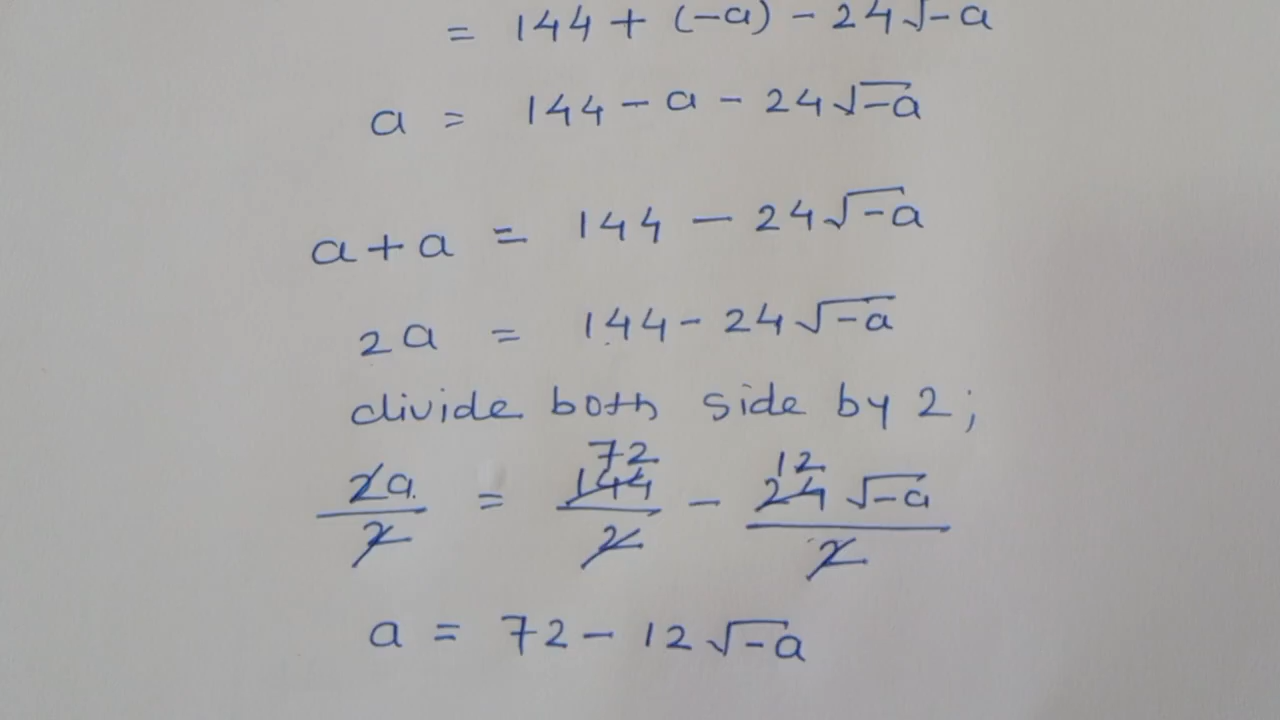 = 144 + (-a) - 24√-a
a = 144 - a - 24√-a
a + a = 144 - 24√-a
2a = 144 - 24√-a
divide both side by 2;
72 12
2a/2 = 144/2 - 24√-a/2
a = 72 - 12√-a